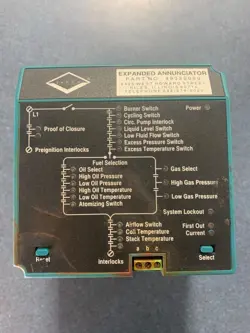 EXPANDED ANNUNCIATOR
PART NO.
L1
Proof of Closure
Preignition Interlocks
Burner Switch
Cycling Switch
Circ. Pump Interlock
Liquid Level Switch
Low Fluid Flow Switch
Excess Pressure Switch
Excess Temperature Switch
Power
Fuel Selection
Oil Select
High Oil Pressure
Low Oil Pressure
High Oil Temperature
Low Oil Temperature
Atomizing Switch
Gas Select
High Gas Pressure
Low Gas Pressure
System Lockout
First Out
Current
Airflow Switch
Coil Temperature
Stack Temperature
a b c
Reset
Interlocks
Select